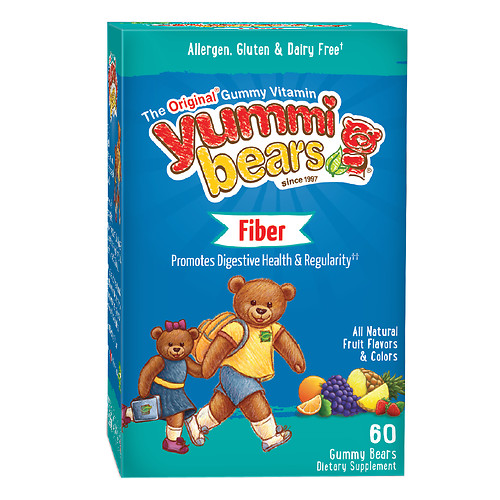 Allergen, Gluten & Dairy Free†
The Original® Gummy Vitamin
yummi
bears®
since 1997
Fiber
Promotes Digestive Health & Regularity††
All Natural
Fruit Flavors
& Colors
60
Gummy Bears
Dietary Supplement